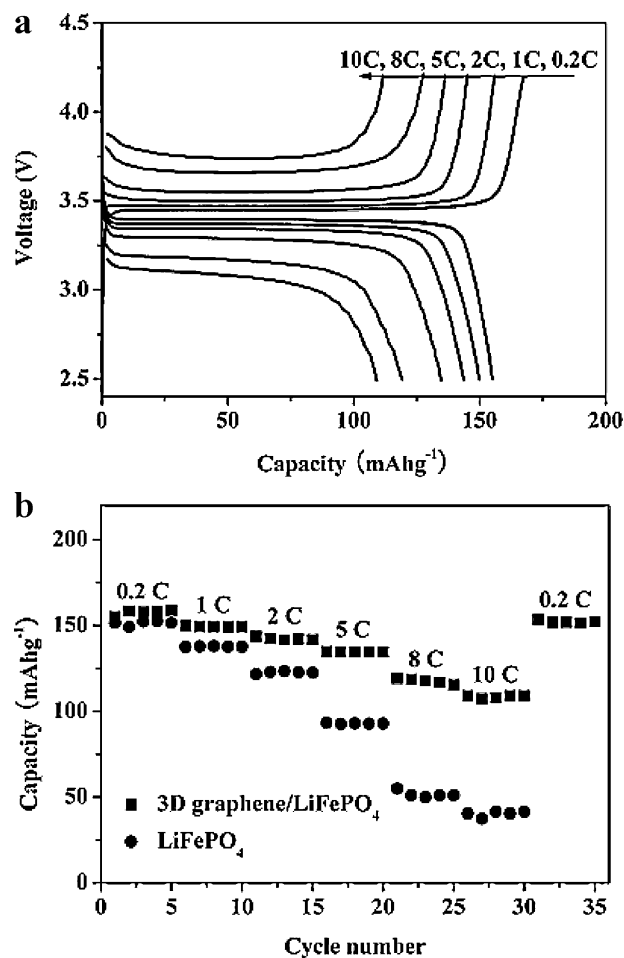 a
4.5
10C, 8C, 5C, 2C, 1C, 0.2C
4.0
3.5
3.0
2.5
Voltage (V)
0 50 100 150 200
Capacity (mAhg⁻¹)
b
200
150
100
50
0
Capacity (mAhg⁻¹)
0.2 C
1 C
2 C
5 C
8 C
10 C
0.2 C
3D graphene/LiFePO₄
LiFePO₄
0 5 10 15 20 25 30 35
Cycle number